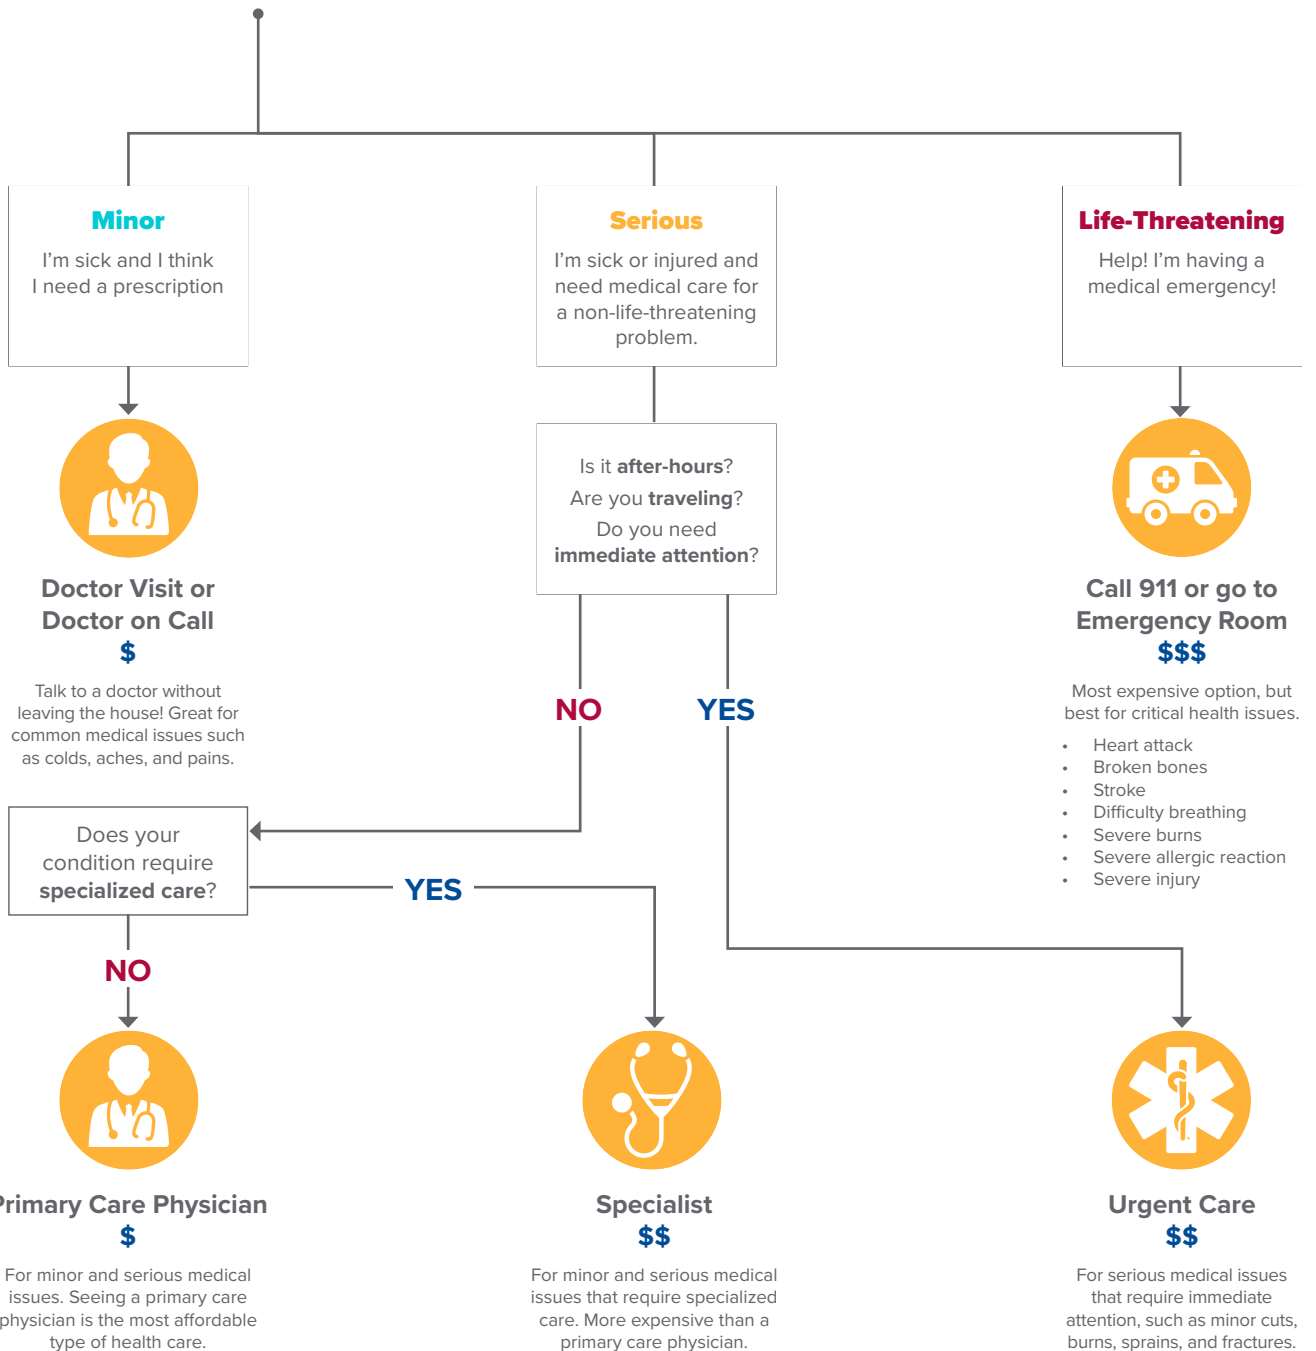 Minor
I'm sick and I think
I need a prescription
Serious
I'm sick or injured and
need medical care for
a non-life-threatening
problem.
Life-Threatening
Help! I'm having a
medical emergency!
Is it after-hours?
Are you traveling?
Do you need
immediate attention?
Doctor Visit or
Doctor on Call
$
Talk to a doctor without
leaving the house! Great for
common medical issues such
as colds, aches, and pains.
Call 911 or go to
Emergency Room
$$$
Most expensive option, but
best for critical health issues.
• Heart attack
• Broken bones
• Stroke
• Difficulty breathing
• Severe burns
• Severe allergic reaction
• Severe injury
NO
YES
Does your
condition require
specialized care?
YES
NO
Primary Care Physician
$
For minor and serious medical
issues. Seeing a primary care
physician is the most affordable
type of health care.
Specialist
$$
For minor and serious medical
issues that require specialized
care. More expensive than a
primary care physician.
Urgent Care
$$
For serious medical issues
that require immediate
attention, such as minor cuts,
burns, sprains, and fractures.